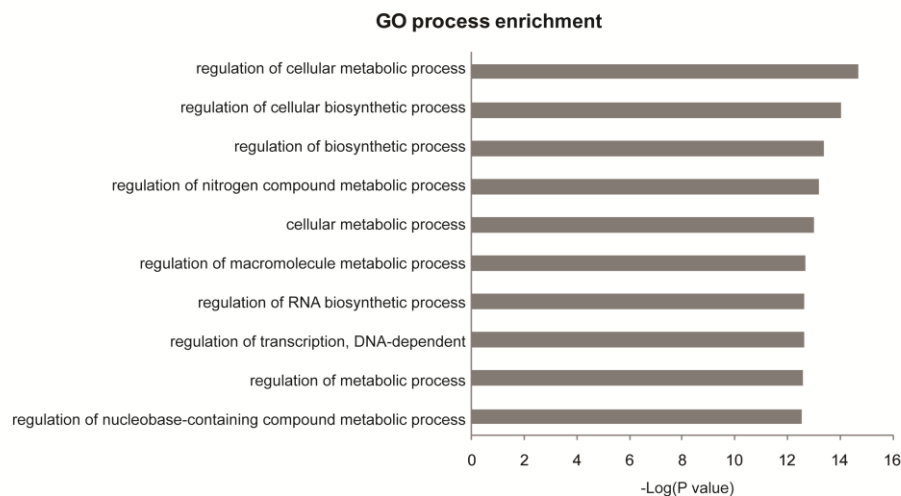 GO process enrichment
regulation of cellular metabolic process
regulation of cellular biosynthetic process
regulation of biosynthetic process
regulation of nitrogen compound metabolic process
cellular metabolic process
regulation of macromolecule metabolic process
regulation of RNA biosynthetic process
regulation of transcription, DNA-dependent
regulation of metabolic process
regulation of nucleobase-containing compound metabolic process
0 2 4 6 8 10 12 14 16
-Log(P value)